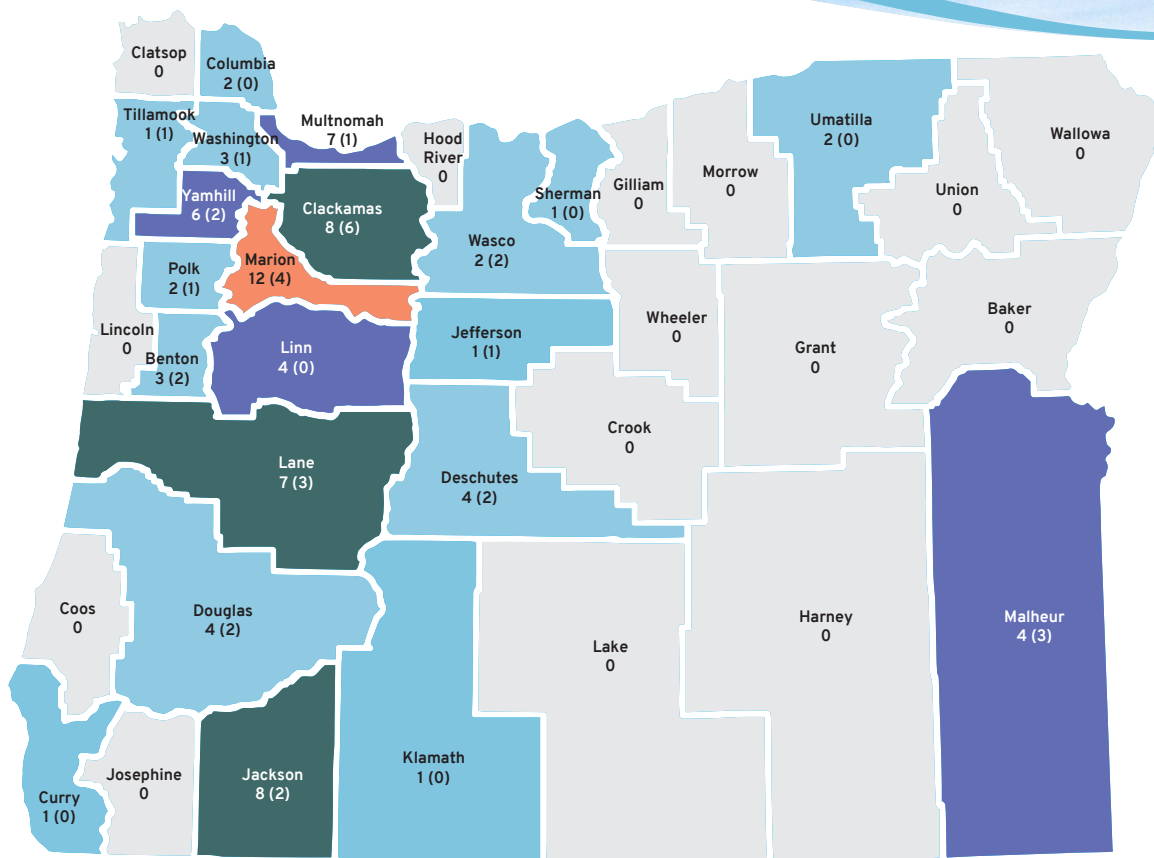 Clatsop
0
Columbia
2 (0)
Tillamook
1 (1)
Washington
3 (1)
Multnomah
7 (1)
Hood
River
0
Yamhill
6 (2)
Clackamas
8 (6)
Wasco
2 (2)
Sherman
1 (0)
Gilliam
0
Morrow
0
Umatilla
2 (0)
Union
0
Wallowa
0
Polk
2 (1)
Marion
12 (4)
Lincoln
0
Benton
3 (2)
Linn
4 (0)
Jefferson
1 (1)
Wheeler
0
Grant
0
Baker
0
Lane
7 (3)
Deschutes
4 (2)
Crook
0
Coos
0
Douglas
4 (2)
Lake
0
Harney
0
Malheur
4 (3)
Curry
1 (0)
Josephine
0
Jackson
8 (2)
Klamath
1 (0)